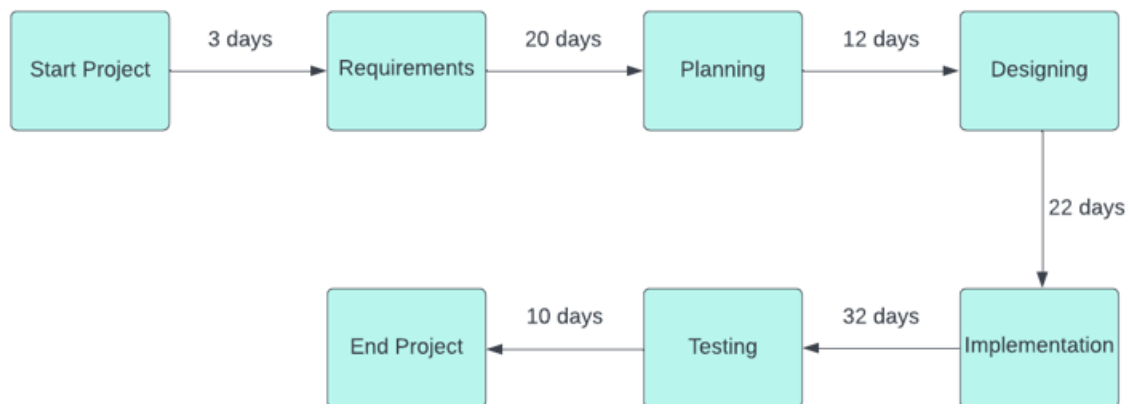 3 days
20 days
12 days
Start Project
Requirements
Planning
Designing
22 days
10 days
32 days
End Project
Testing
Implementation